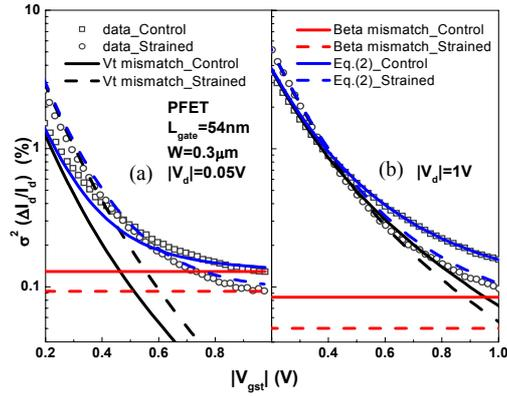 data_Control
data_Strained
Vt mismatch_Control
Vt mismatch_Strained
PFET
L_gate=54nm
W=0.3μm
|V_d|=0.05V
(a)
Beta mismatch_Control
Beta mismatch_Strained
Eq.(2)_Control
Eq.(2)_Strained
(b) |V_d|=1V
σ² (ΔI_d/I_d) (%)
10
1
0.1
0.2 0.4 0.6 0.8 0.4 0.6 0.8 1.0
|V_gst| (V)